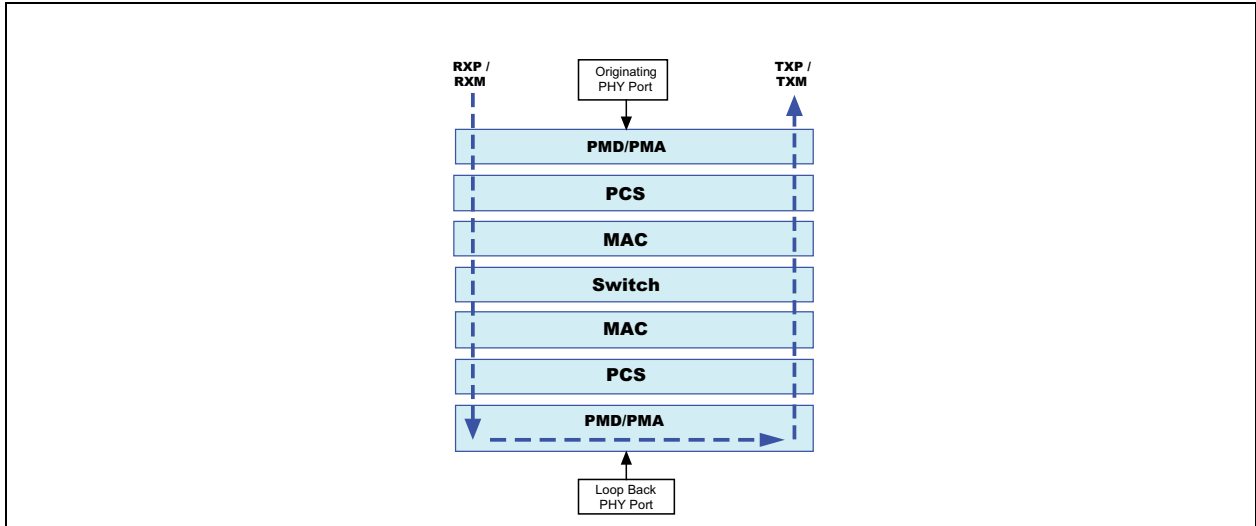 RXP /
RXM
Originating
PHY Port
TXP /
TXM
PMD/PMA
PCS
MAC
Switch
MAC
PCS
PMD/PMA
Loop Back
PHY Port